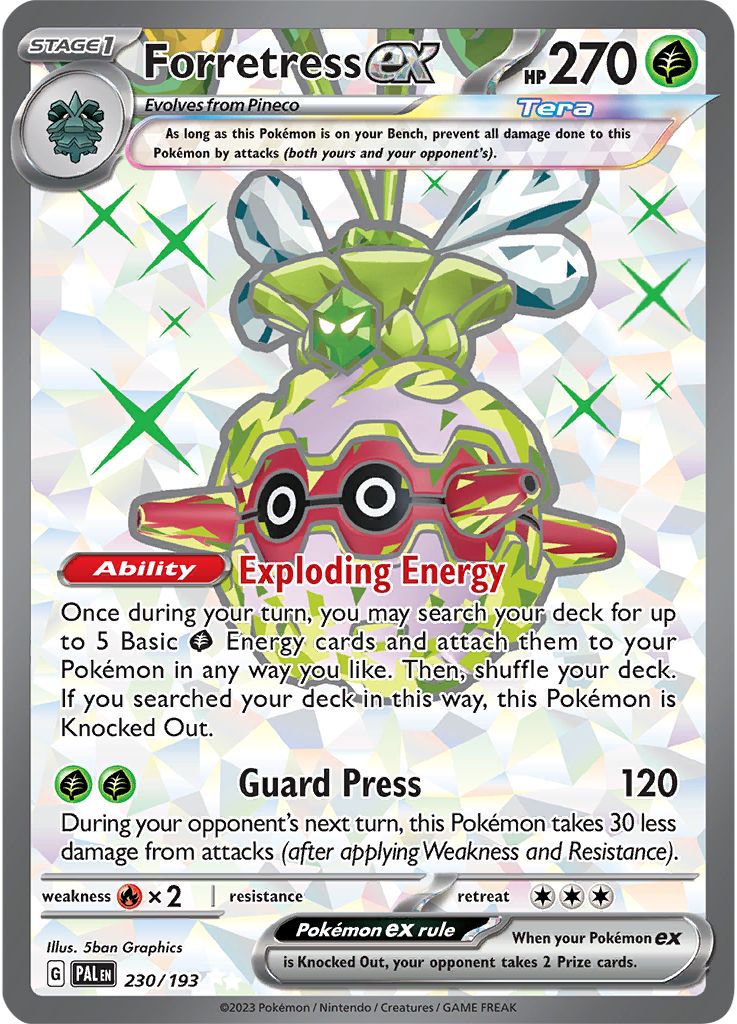 STAGE1
Forretress ex HP 270
Evolves from Pineco
Tera
As long as this Pokémon is on your Bench, prevent all damage done to this
Pokémon by attacks (both yours and your opponent's).
Ability Exploding Energy
Once during your turn, you may search your deck for up
to 5 Basic Energy cards and attach them to your
Pokémon in any way you like. Then, shuffle your deck.
If you searched your deck in this way, this Pokémon is
Knocked Out.
Guard Press 120
During your opponent's next turn, this Pokémon takes 30 less
damage from attacks (after applying Weakness and Resistance).
weakness ×2 resistance retreat
Illus. 5ban Graphics
Pokémon ex rule
When your Pokémon ex
is Knocked Out, your opponent takes 2 Prize cards.
G PAL EN 230/193
©2023 Pokémon / Nintendo / Creatures / GAME FREAK